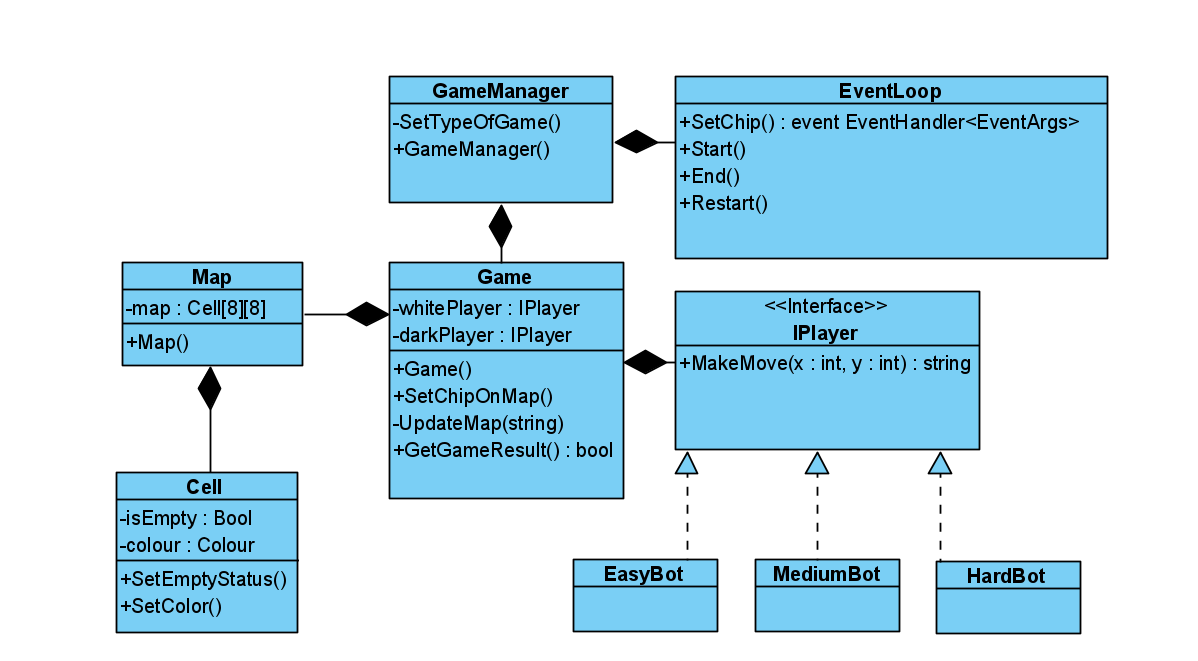 GameManager
-SetTypeOfGame()
+GameManager()
EventLoop
+SetChip() : event EventHandler<EventArgs>
+Start()
+End()
+Restart()
Map
-map : Cell[8][8]
+Map()
Game
-whitePlayer : IPlayer
-darkPlayer : IPlayer
+Game()
+SetChipOnMap()
-UpdateMap(string)
+GetGameResult() : bool
<<Interface>>
IPlayer
+MakeMove(x : int, y : int) : string
Cell
-isEmpty : Bool
-colour : Colour
+SetEmptyStatus()
+SetColor()
EasyBot
MediumBot
HardBot